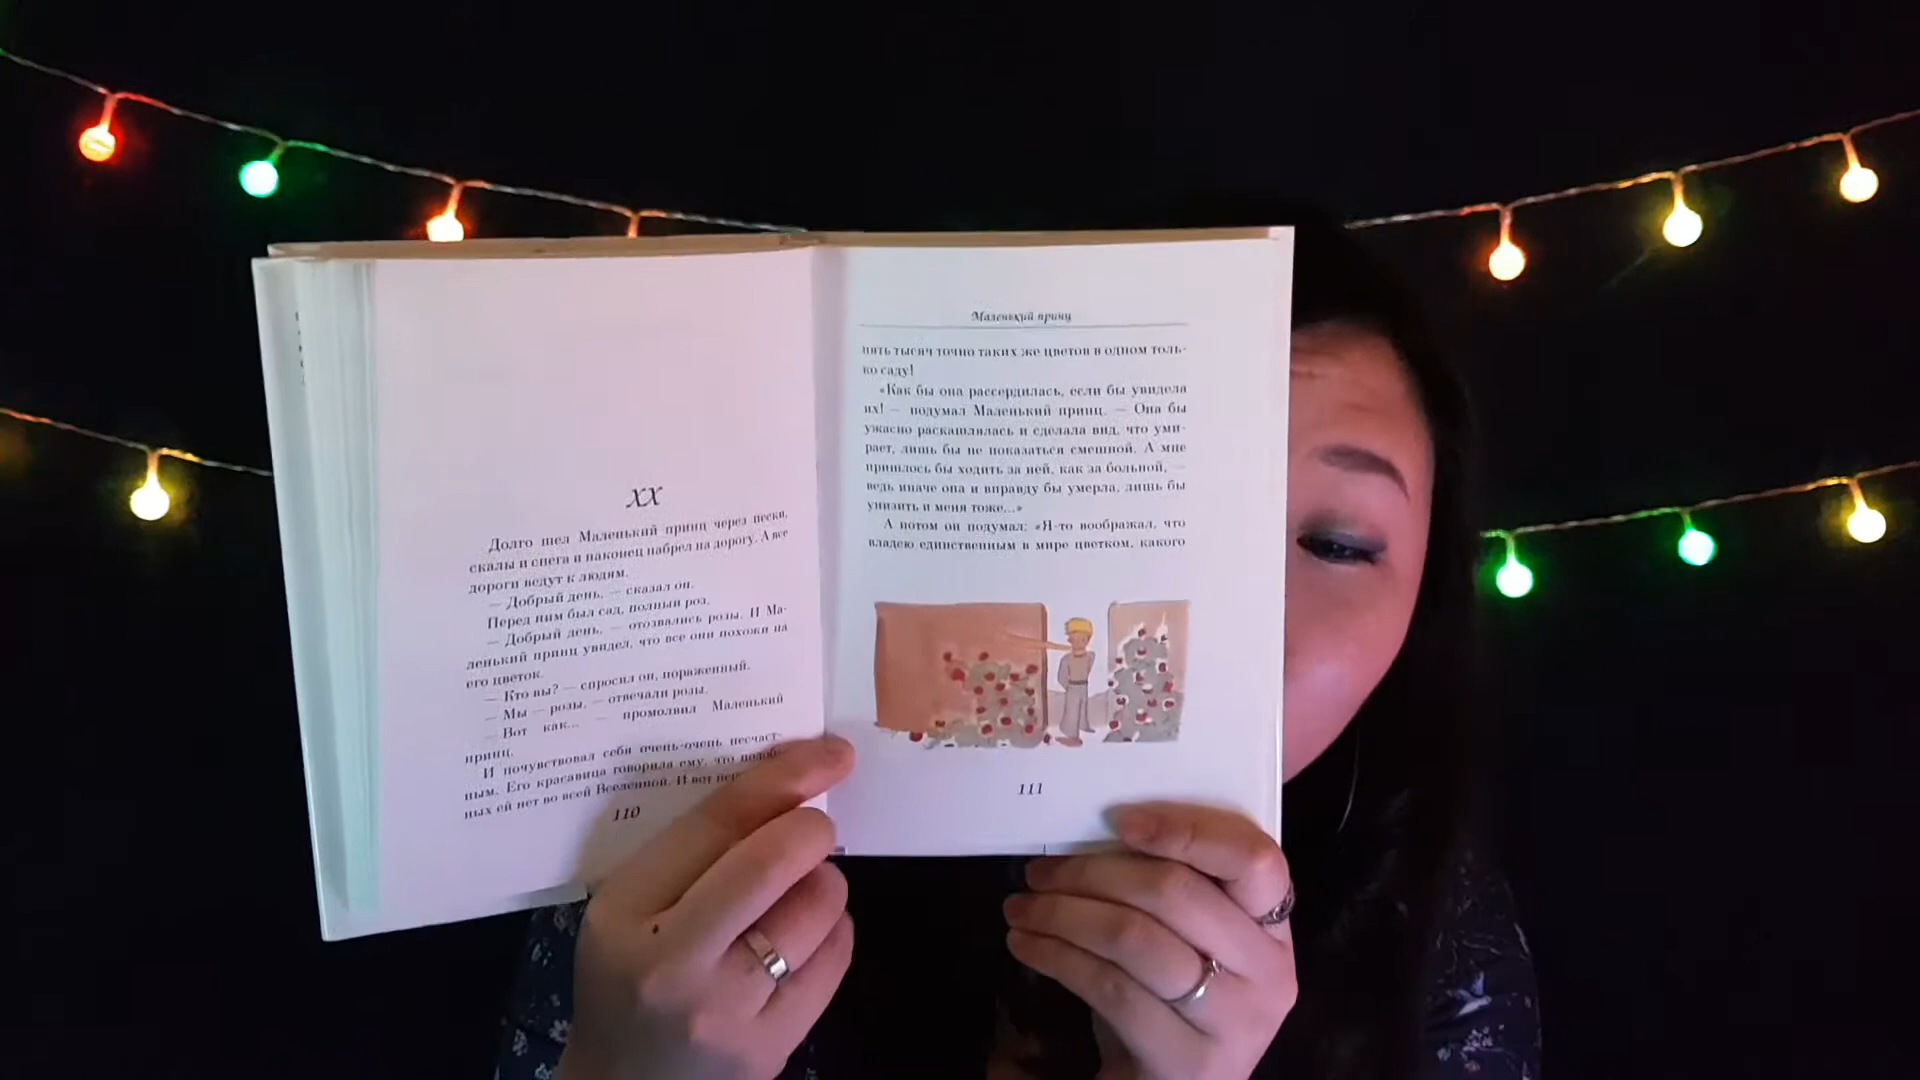 XX
Долго шел Маленький принц через пески,
скалы и снега и наконец набрел на дорогу. А все
дороги ведут к людям.
— Добрый день, — сказал он.
Перед ним был сад, полный роз.
— Добрый день, — отозвались розы. И Ма-
ленький принц увидел, что все они похожи на
его цветок.
— Кто вы? — спросил он, пораженный.
— Мы — розы, — отвечали розы.
— Вот как... — промолвил Маленький
принц.
И почувствовал себя очень-очень несчаст-
ным. Его красавица говорила ему, что подоб-
ных ей нет во всей Вселенной. И вот
110
Маленький принц
пять тысяч точно таких же цветов в одном толь-
ко саду!
«Как бы она рассердилась, если бы увидела
их! — подумал Маленький принц. — Она бы
ужасно раскашлялась и сделала вид, что уми-
рает, лишь бы не показаться смешной. А мне
пришлось бы ходить за ней, как за больной, —
ведь иначе она и вправду бы умерла, лишь бы
унизить и меня тоже...»
А потом он подумал: «Я-то воображал, что
владею единственным в мире цветком, какого
111